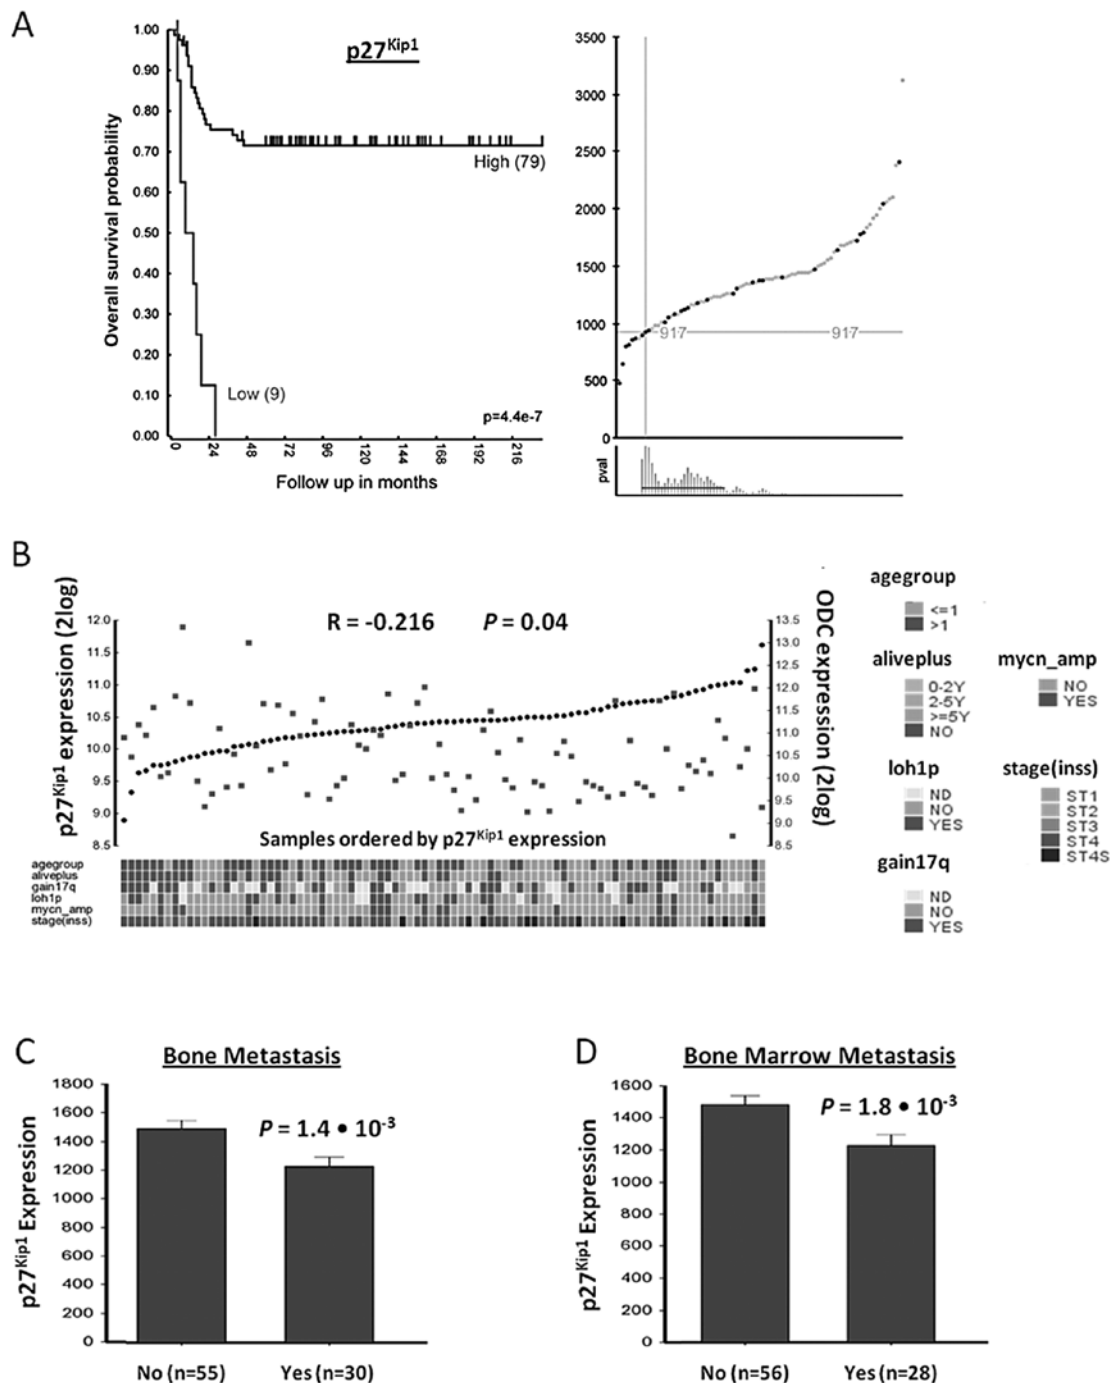 A
p27Kip1
Overall survival probability
1.00
0.90
0.80
0.70
0.60
0.50
0.40
0.30
0.20
0.10
0.00
High (79)
Low (9)
p=4.4e-7
0 24 48 72 96 120 144 168 192 216
Follow up in months
3500
3000
2500
2000
1500
1000
500
0
917 917
pval
B
p27Kip1 expression (2log)
12.0
11.5
11.0
10.5
10.0
9.5
9.0
8.5
R = -0.216 P = 0.04
Samples ordered by p27Kip1 expression
13.5
13.0
12.5
12.0
11.5
11.0
10.5
10.0
9.5
9.0
8.5
ODC expression (2log)
agegroup
aliveplus
gain17q
loh1p
mycn_amp
stage(inss)
agegroup
<=1
>1
aliveplus
0-2Y
2-5Y
>=5Y
NO
mycn_amp
NO
YES
loh1p
ND
NO
YES
stage(inss)
ST1
ST2
ST3
ST4
ST4S
gain17q
ND
NO
YES
C
Bone Metastasis
p27Kip1 Expression
1800
1600
1400
1200
1000
800
600
400
200
0
P = 1.4 • 10-3
No (n=55) Yes (n=30)
D
Bone Marrow Metastasis
p27Kip1 Expression
1600
1400
1200
1000
800
600
400
200
0
P = 1.8 • 10-3
No (n=56) Yes (n=28)